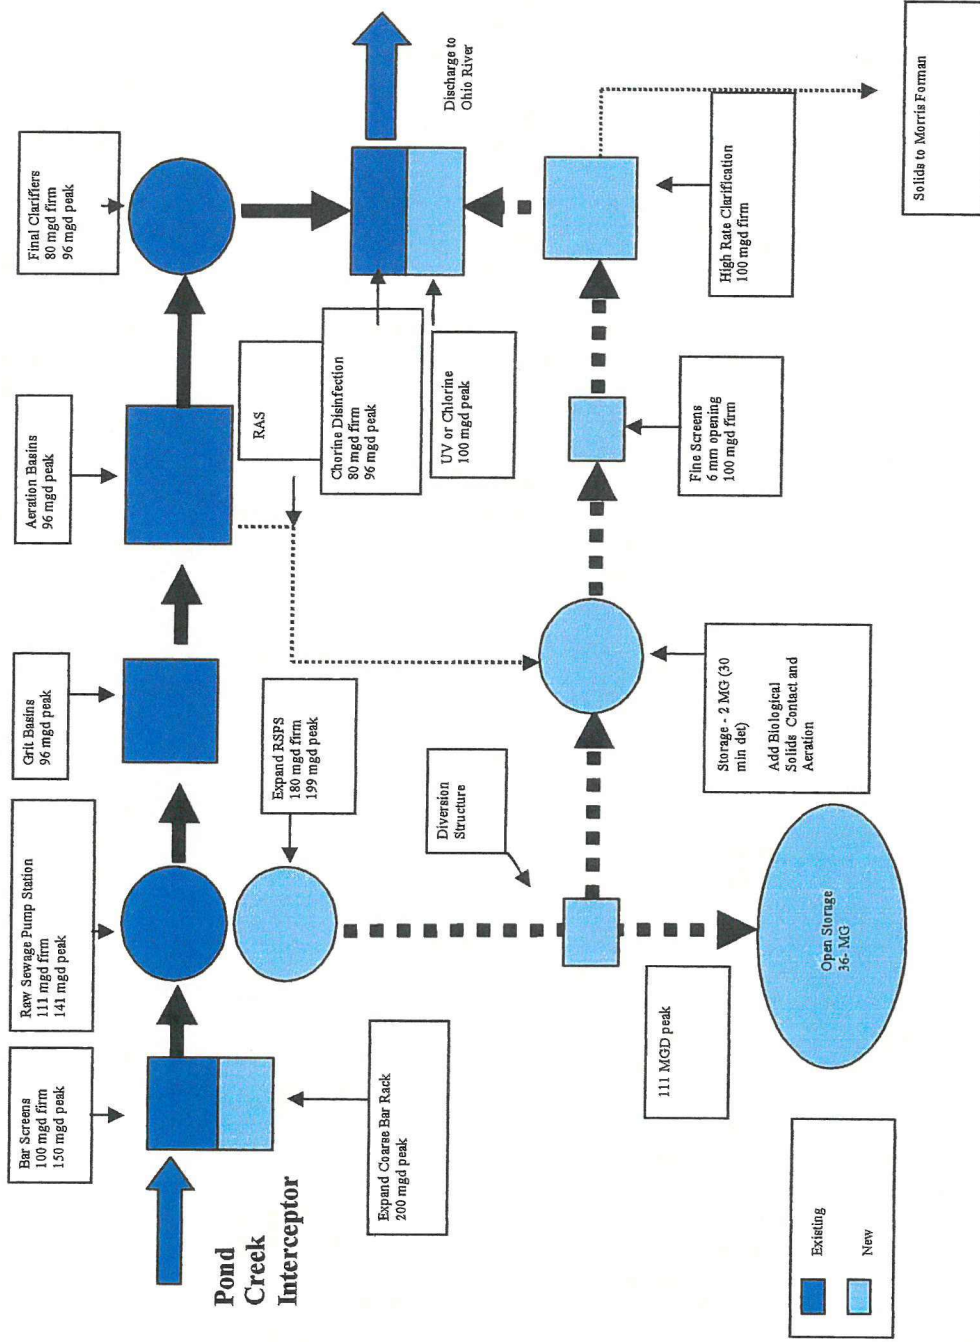 Pond
Creek
Interceptor
Bar Screens
100 mgd firm
150 mgd peak
Raw Sewage Pump Station
111 mgd firm
141 mgd peak
Grit Basins
96 mgd peak
Aeration Basins
96 mgd peak
Final Clarifiers
80 mgd firm
96 mgd peak
Expand Coarse Bar Rack
200 mgd peak
Expand RSPS
180 mgd firm
199 mgd peak
RAS
Chorine Disinfection
80 mgd firm
96 mgd peak
UV or Chlorine
100 mgd peak
Discharge to
Ohio River
Diversion
Structure
111 MGD peak
Open Storage
36- MG
Storage - 2 MG (30
min det)
Add Biological
Solids Contact and
Aeration
Fine Screens
6 mm opening
100 mgd firm
High Rate Clarification
100 mgd firm
Solids to Morris Forman
Existing
New